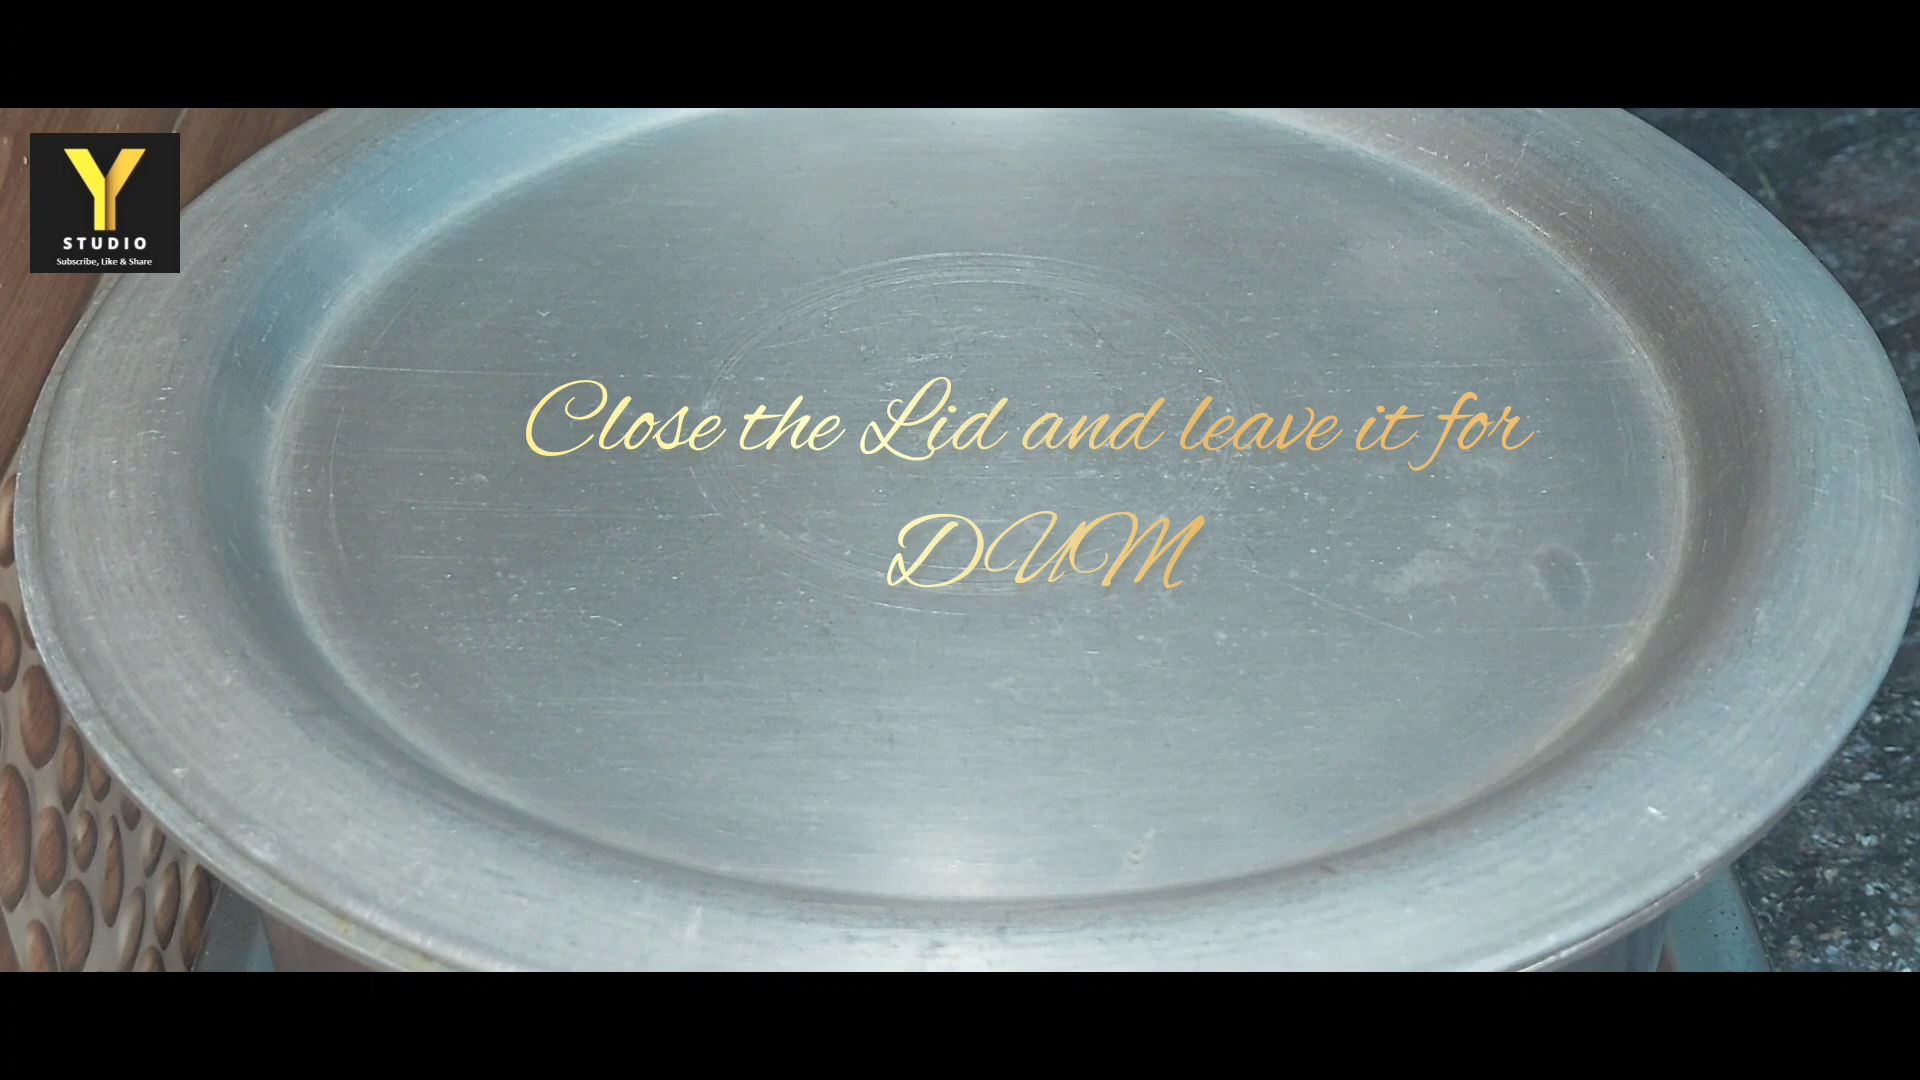 Y
STUDIO
Subscribe, Like & Share
Close the Lid and leave it for
DUM